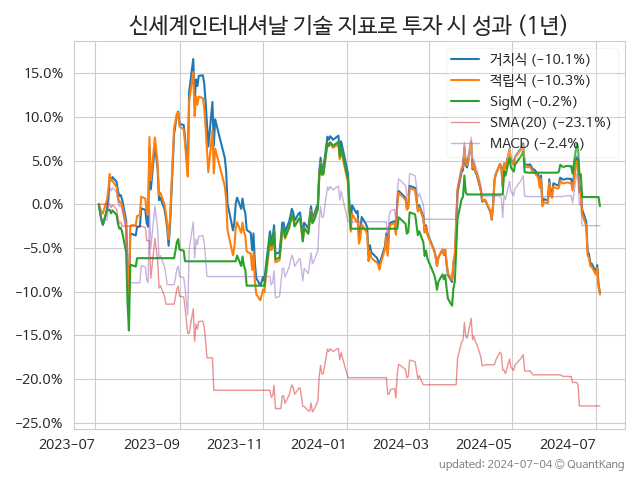 신세계인터내셔날 기술 지표로 투자 시 성과 (1년)
거치식 (−10.1%)
적립식 (−10.3%)
SigM (−0.2%)
SMA(20) (−23.1%)
MACD (−2.4%)
15.0%
10.0%
5.0%
0.0%
−5.0%
−10.0%
−15.0%
−20.0%
−25.0%
2023-07 2023-09 2023-11 2024-01 2024-03 2024-05 2024-07
updated: 2024-07-04 © QuantKang